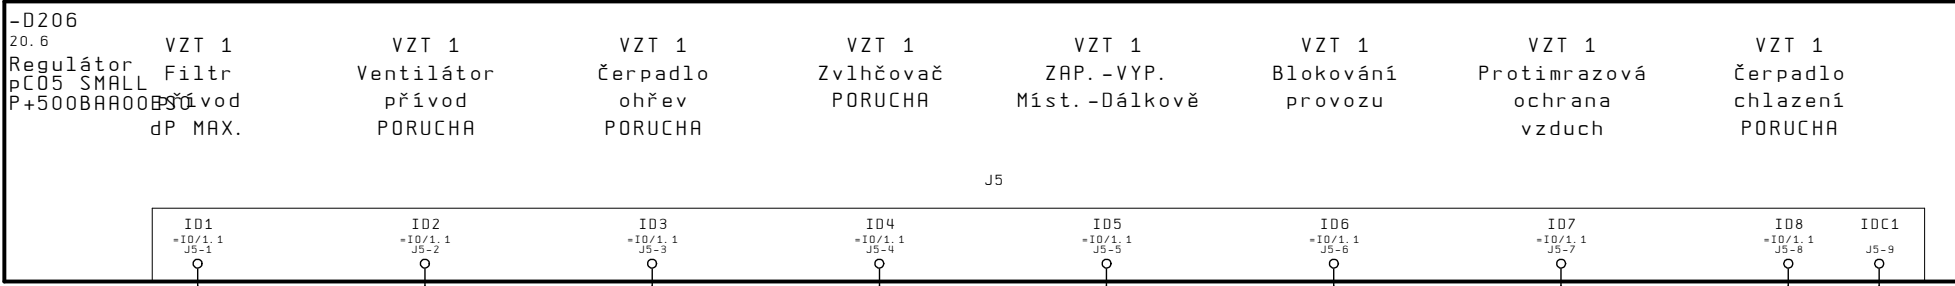 -D206
20.6
Regulátor
pCO5 SMALL
P+500BAA00ES0
VZT 1
Filtr
přívod
dP MAX.
VZT 1
Ventilátor
přívod
PORUCHA
VZT 1
Čerpadlo
ohřev
PORUCHA
VZT 1
Zvlhčovač
PORUCHA
VZT 1
ZAP.-VYP.
Míst.-Dálkově
VZT 1
Blokování
provozu
VZT 1
Protimrazová
ochrana
vzduch
VZT 1
Čerpadlo
chlazení
PORUCHA
J5
ID1
=IO/1.1
J5-1
ID2
=IO/1.1
J5-2
ID3
=IO/1.1
J5-3
ID4
=IO/1.1
J5-4
ID5
=IO/1.1
J5-5
ID6
=IO/1.1
J5-6
ID7
=IO/1.1
J5-7
ID8
=IO/1.1
J5-8
IDC1
J5-9